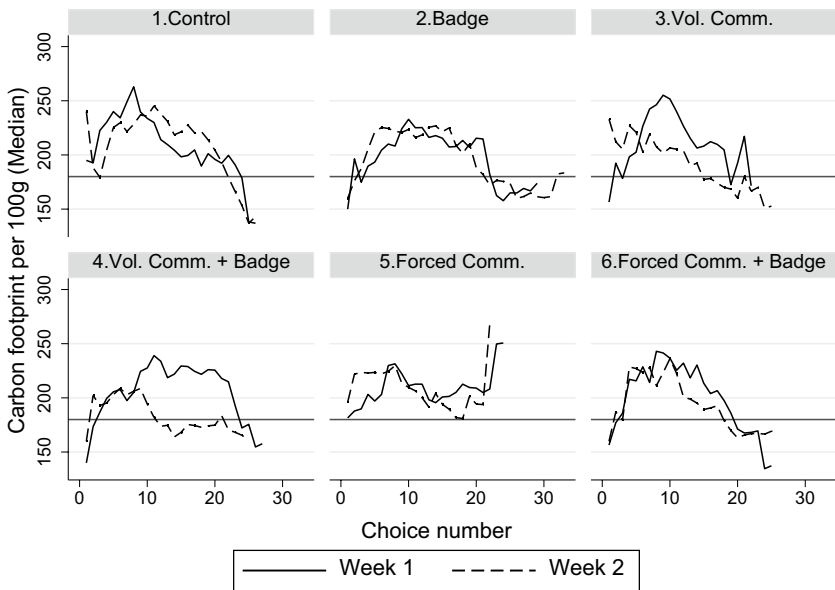 1.Control
2.Badge
3.Vol. Comm.
300
250
200
150
4.Vol. Comm. + Badge
5.Forced Comm.
6.Forced Comm. + Badge
300
250
200
150
Carbon footprint per 100g (Median)
0 10 20 30
0 10 20 30
0 10 20 30
Choice number
Week 1
Week 2